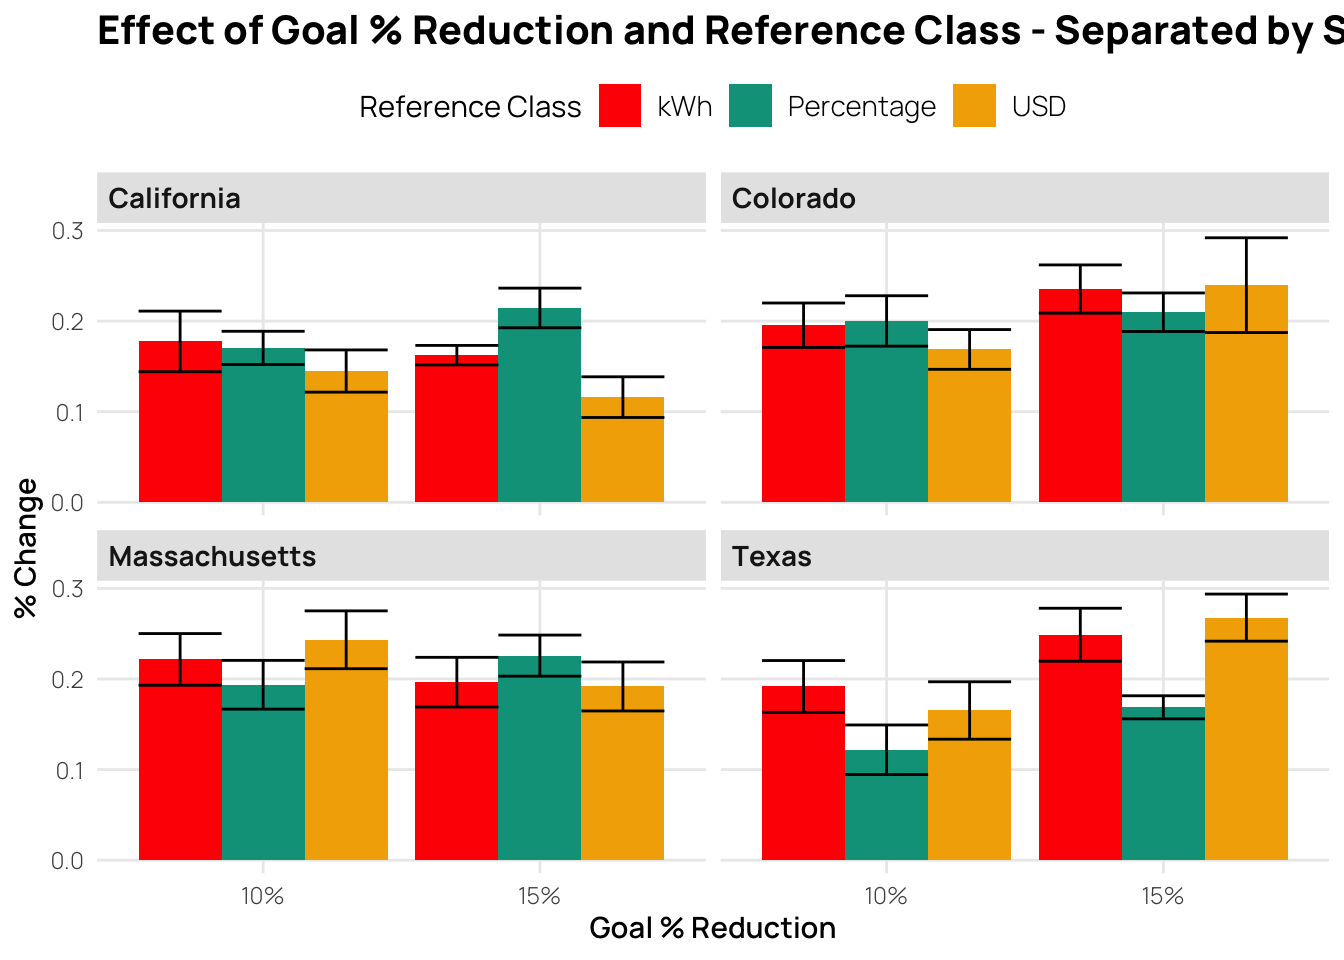 Effect of Goal % Reduction and Reference Class - Separated by S
Reference Class kWh Percentage USD
California Colorado
0.3
0.2
0.1
0.0
% Change
Massachusetts Texas
0.3
0.2
0.1
0.0
10% 15% 10% 15%
Goal % Reduction